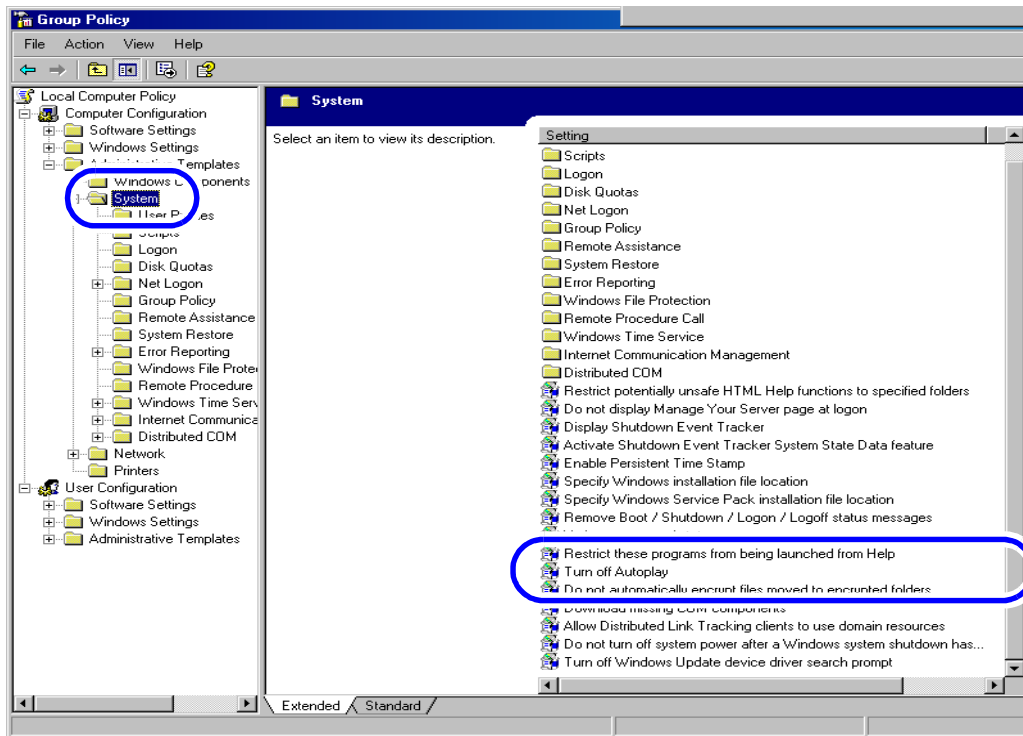 Group Policy
File Action View Help
Local Computer Policy
Computer Configuration
Software Settings
Windows Settings
Templates
Windows
System
User
Scripts
Logon
Disk Quotas
Net Logon
Group Policy
Remote Assistance
System Restore
Error Reporting
Windows File
Remote Procedure
Windows Time
Internet
Distributed COM
Network
Printers
User Configuration
Software Settings
Windows Settings
Administrative Templates
System
Select an item to view its description.
Setting
Scripts
Logon
Disk Quotas
Net Logon
Group Policy
Remote Assistance
System Restore
Error Reporting
Windows File Protection
Remote Procedure Call
Windows Time Service
Internet Communication Management
Distributed COM
Restrict potentially unsafe HTML Help functions to specified folders
Do not display Manage Your Server page at logon
Display Shutdown Event Tracker
Activate Shutdown Event Tracker System State Data feature
Enable Persistent Time Stamp
Specify Windows installation file location
Specify Windows Service Pack installation file location
Remove Boot / Shutdown / Logon / Logoff status messages
Restrict these programs from being launched from Help
Turn off Autoplay
Do not automatically encrypt files moved to encrypted folders
Download missing COM components
Allow Distributed Link Tracking clients to use domain resources
Do not turn off system power after a Windows system shutdown has...
Turn off Windows Update device driver search prompt
Extended Standard